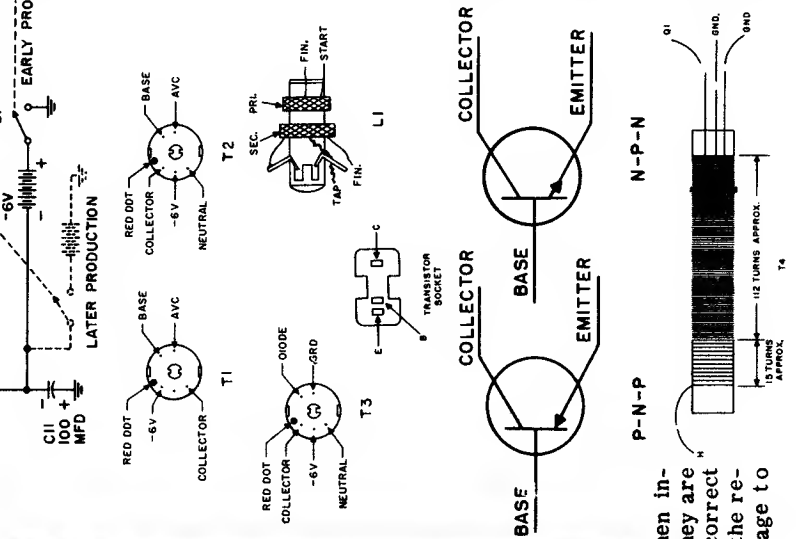 EARLY PRO
-6V
- +
LATER PRODUCTION
C11
100
MFD
- +
RED DOT
-6V
BASE
AVC
COLLECTOR
T1
RED DOT
COLLECTOR
-6V
NEUTRAL
BASE
AVC
T2
RED DOT
COLLECTOR
-6V
NEUTRAL
DIODE
GRD
T3
SEC.
PRI.
FIN.
START
TAP
FIN.
L1
E
B
C
TRANSISTOR
SOCKET
BASE
COLLECTOR
EMITTER
P-N-P
BASE
COLLECTOR
EMITTER
N-P-N
H
15 TURNS
APPROX.
112 TURNS APPROX.
T4
Q1
GND.
GND
en in-
ey are
orrect
he re-
age to